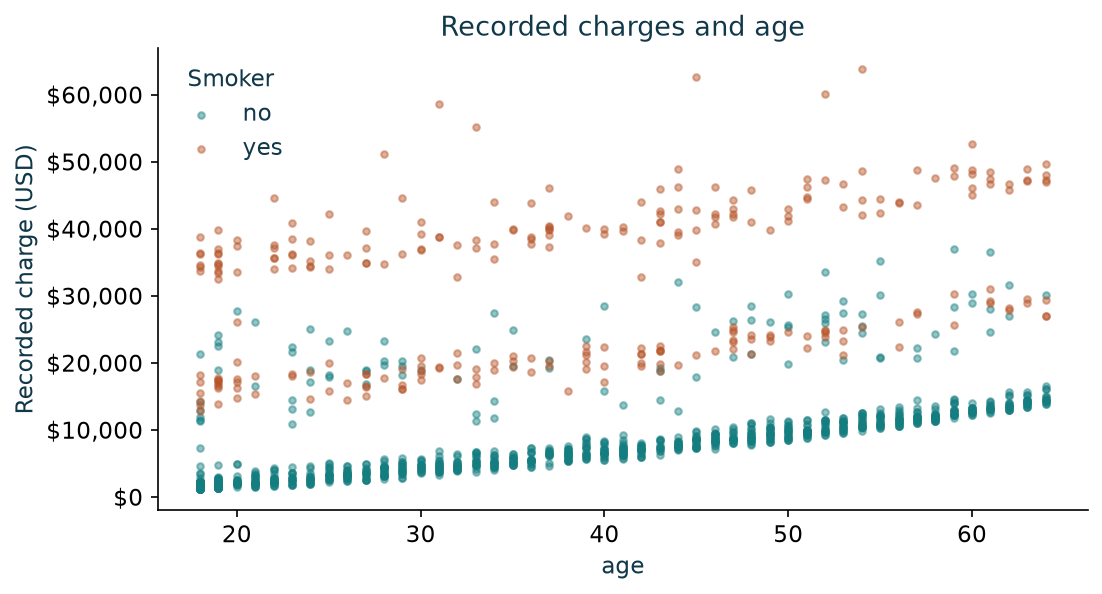 Recorded charges and age
Recorded charge (USD)
$60,000
$50,000
$40,000
$30,000
$20,000
$10,000
$0
Smoker
no
yes
20 30 40 50 60
age